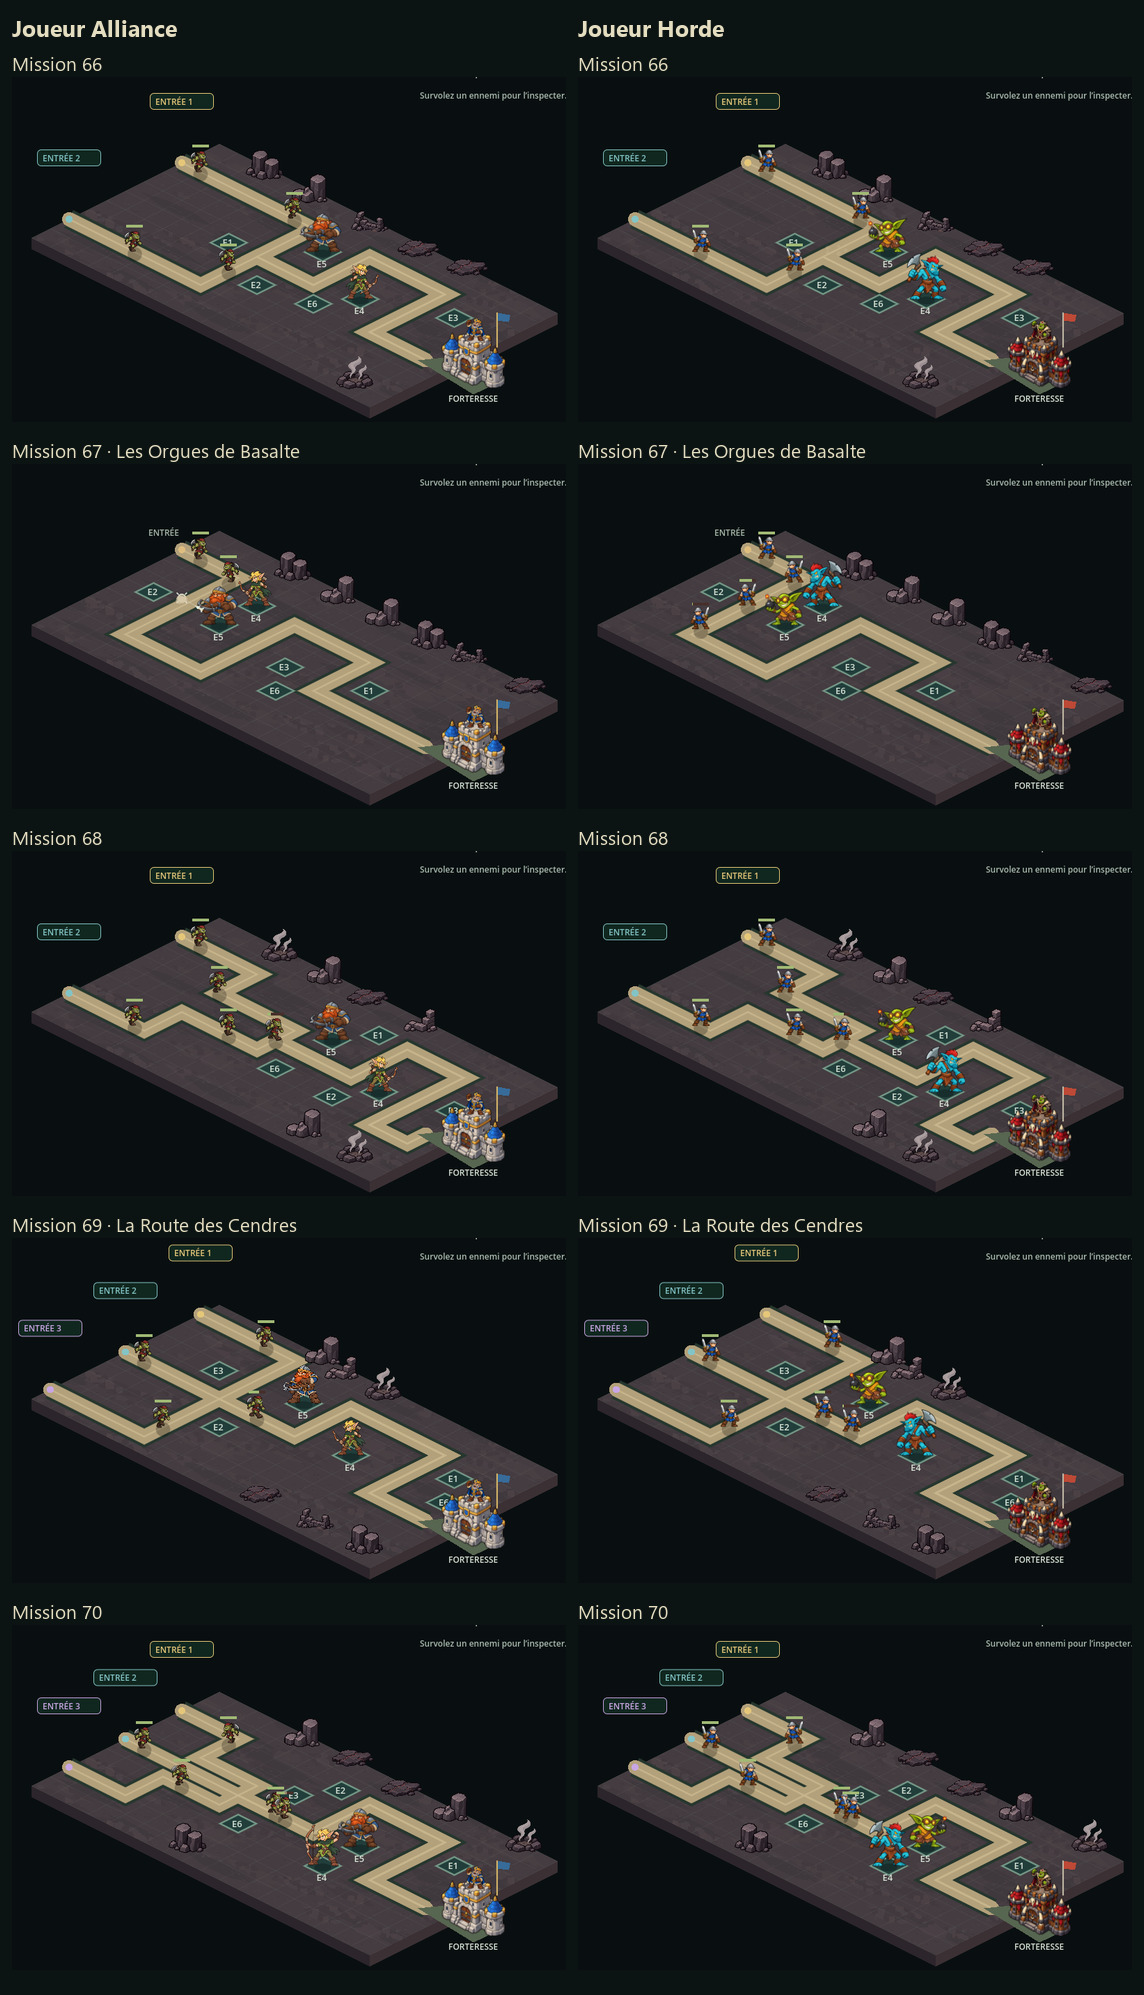 Joueur Alliance
Joueur Horde
Mission 66
Mission 66
Survolez un ennemi pour l'inspecter.
ENTRÉE 1
ENTRÉE 2
E1
E5
E2
E6
E4
E3
FORTERESSE
Survolez un ennemi pour l'inspecter.
ENTRÉE 1
ENTRÉE 2
E1
E5
E2
E6
E4
E3
FORTERESSE
Mission 67 · Les Orgues de Basalte
Mission 67 · Les Orgues de Basalte
Survolez un ennemi pour l'inspecter.
ENTRÉE
E2
E4
E5
E3
E6
E1
FORTERESSE
Survolez un ennemi pour l'inspecter.
ENTRÉE
E2
E4
E5
E3
E6
E1
FORTERESSE
Mission 68
Mission 68
Survolez un ennemi pour l'inspecter.
ENTRÉE 1
ENTRÉE 2
E1
E5
E6
E2
E4
E3
FORTERESSE
Survolez un ennemi pour l'inspecter.
ENTRÉE 1
ENTRÉE 2
E1
E5
E6
E2
E4
E3
FORTERESSE
Mission 69 · La Route des Cendres
Mission 69 · La Route des Cendres
ENTRÉE 1
Survolez un ennemi pour l'inspecter.
ENTRÉE 2
ENTRÉE 3
E3
E5
E2
E4
E1
E6
FORTERESSE
ENTRÉE 1
Survolez un ennemi pour l'inspecter.
ENTRÉE 2
ENTRÉE 3
E3
E5
E2
E4
E1
E6
FORTERESSE
Mission 70
Mission 70
Survolez un ennemi pour l'inspecter.
ENTRÉE 1
ENTRÉE 2
ENTRÉE 3
E2
E3
E6
E5
E4
E1
FORTERESSE
Survolez un ennemi pour l'inspecter.
ENTRÉE 1
ENTRÉE 2
ENTRÉE 3
E2
E3
E6
E5
E4
E1
FORTERESSE